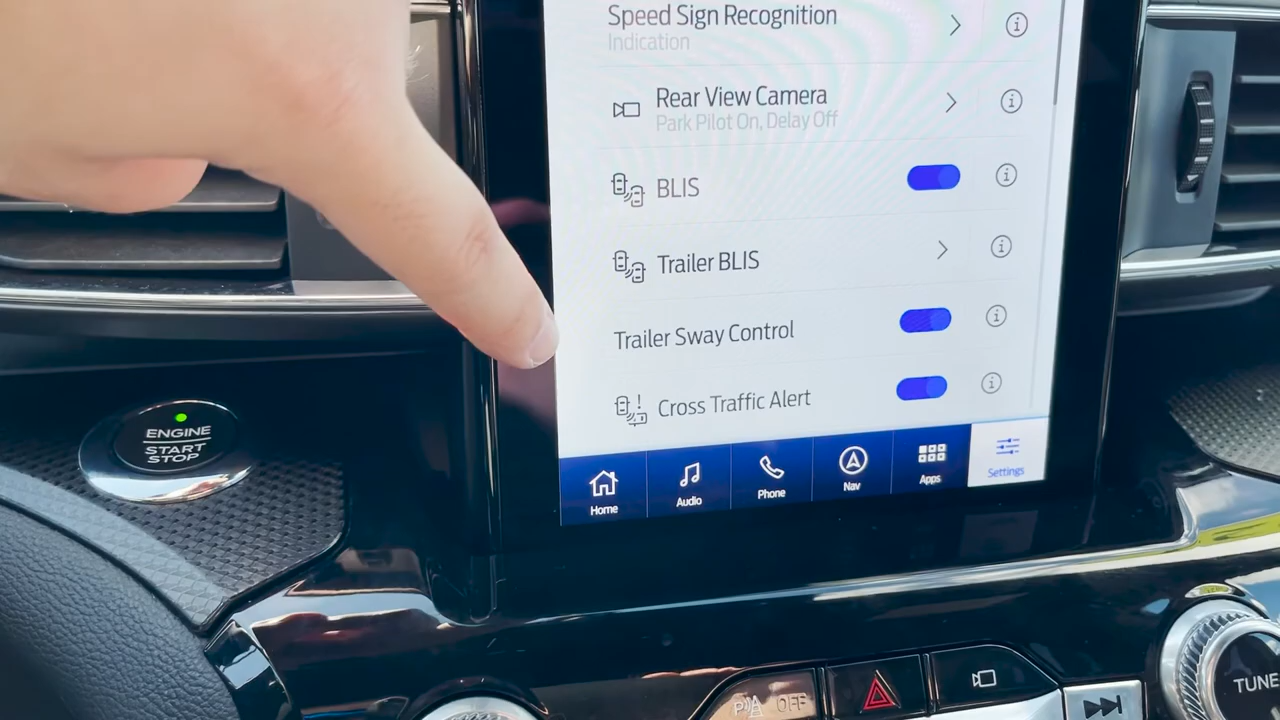 Speed Sign Recognition
Indication
Rear View Camera
Park Pilot On, Delay Off
BLIS
Trailer BLIS
Trailer Sway Control
Cross Traffic Alert
Home
Audio
Phone
Nav
Apps
Settings
ENGINE
START
STOP
OFF
TUNE